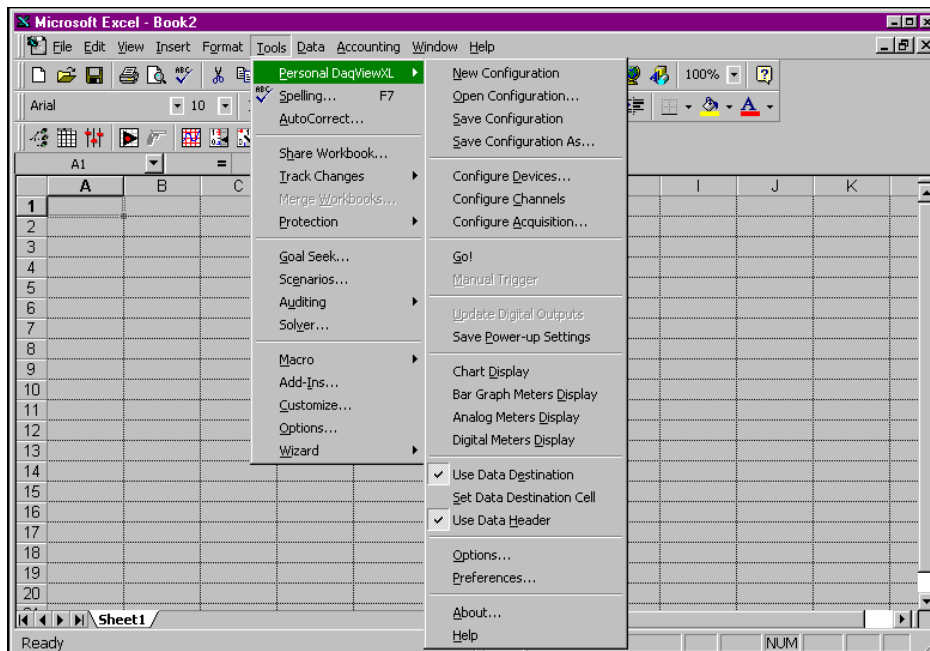 Microsoft Excel - Book2
File Edit View Insert Format Tools Data Accounting Window Help
ABC 100% ?
Arial 10 A
A1 =
Personal DaqViewXL
ABC Spelling... F7
AutoCorrect...
Share Workbook...
Track Changes
Merge Workbooks...
Protection
Goal Seek...
Scenarios...
Auditing
Solver...
Macro
Add-Ins...
Customize...
Options...
Wizard
New Configuration
Open Configuration...
Save Configuration
Save Configuration As...
Configure Devices...
Configure Channels
Configure Acquisition...
Go!
Manual Trigger
Update Digital Outputs
Save Power-up Settings
Chart Display
Bar Graph Meters Display
Analog Meters Display
Digital Meters Display
Use Data Destination
Set Data Destination Cell
Use Data Header
Options...
Preferences...
About...
Help
A B C I J K
1
2
3
4
5
6
7
8
9
10
11
12
13
14
15
16
17
18
19
20
Sheet1
Ready NUM